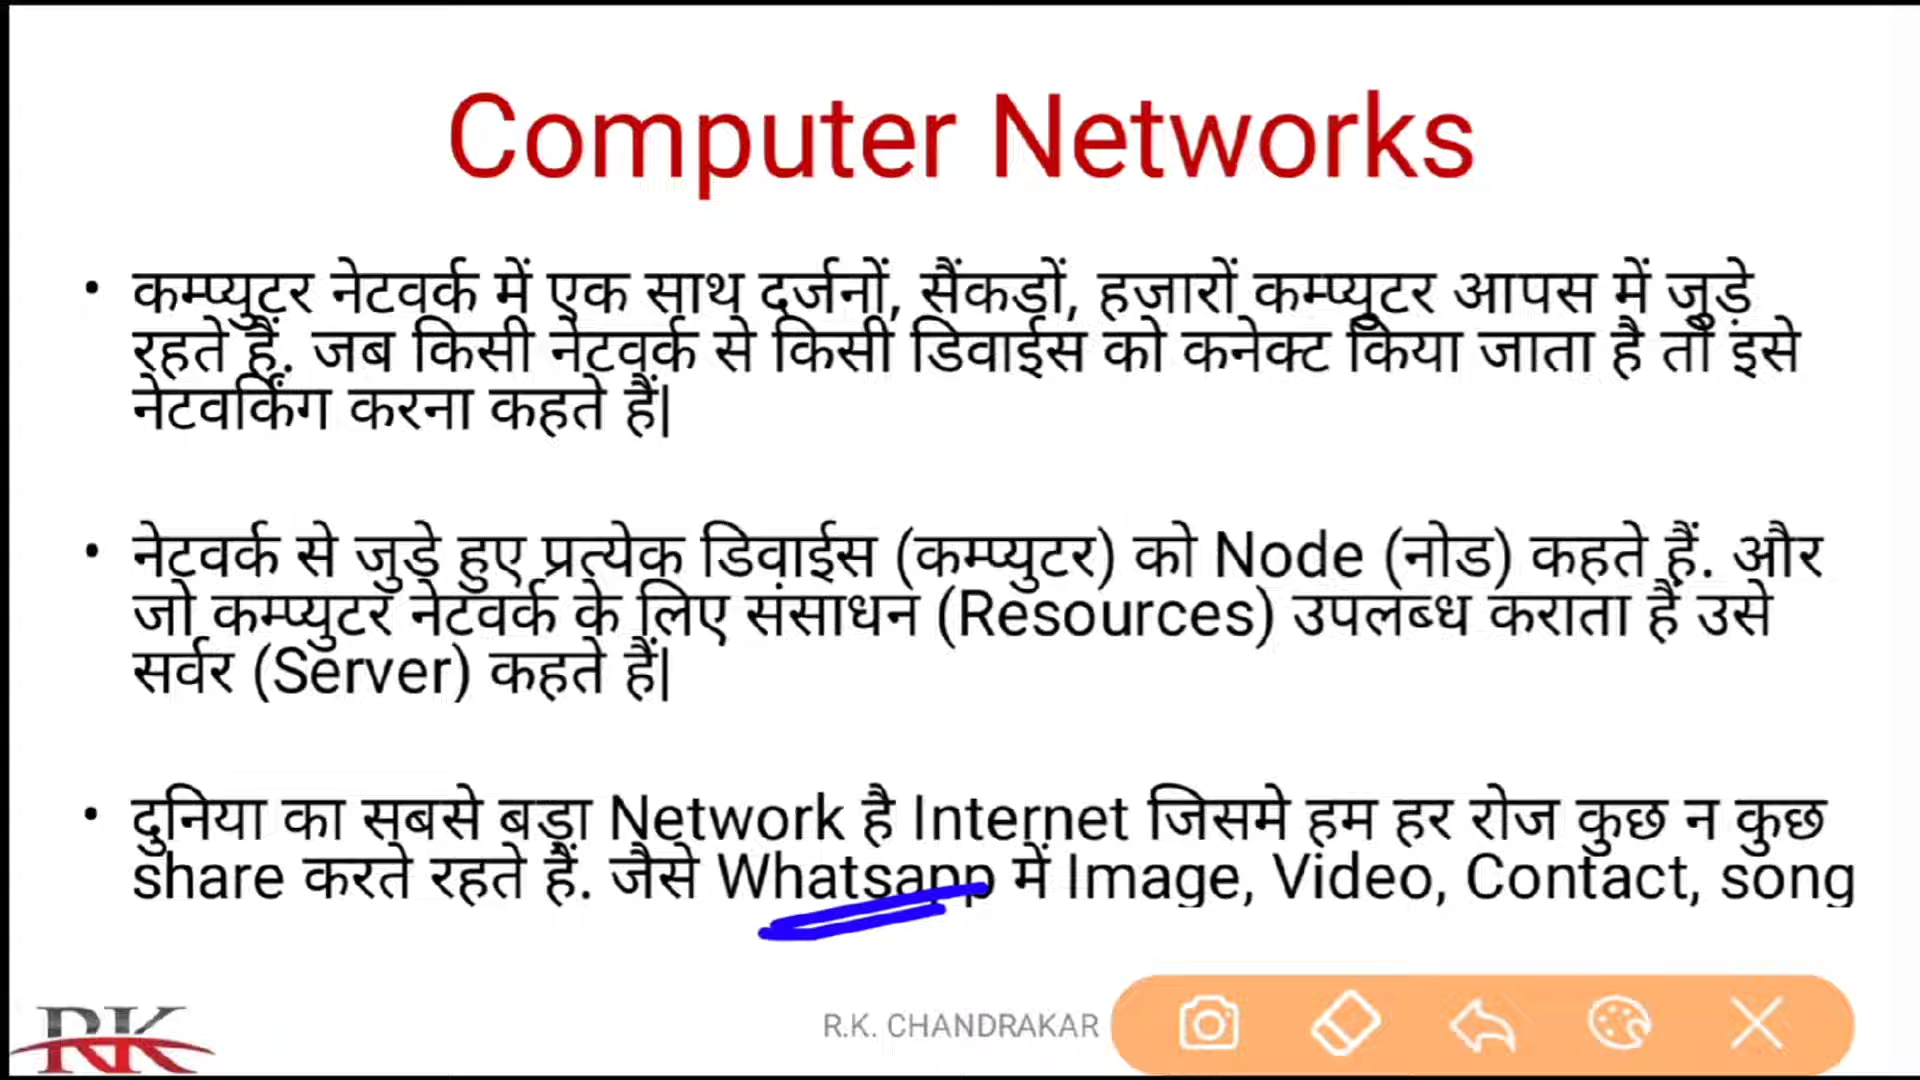 Computer Networks
• कम्प्युटर नेटवर्क में एक साथ दर्जनों, सैंकडों, हजारों कम्प्यूटर आपस में जुड़े
रहते हैं. जब किसी नेटवर्क से किसी डिवाईस को कनेक्ट किया जाता है तो इसे
नेटवर्किंग करना कहते हैं|
• नेटवर्क से जुडे हुए प्रत्येक डिवाईस (कम्प्युटर) को Node (नोड) कहते हैं. और
जो कम्प्युटर नेटवर्क के लिए संसाधन (Resources) उपलब्ध कराता हैं उसे
सर्वर (Server) कहते हैं|
• दुनिया का सबसे बड़ा Network है Internet जिसमे हम हर रोज कुछ न कुछ
share करते रहते हैं. जैसे Whatsapp में Image, Video, Contact, song
RK
R.K. CHANDRAKAR